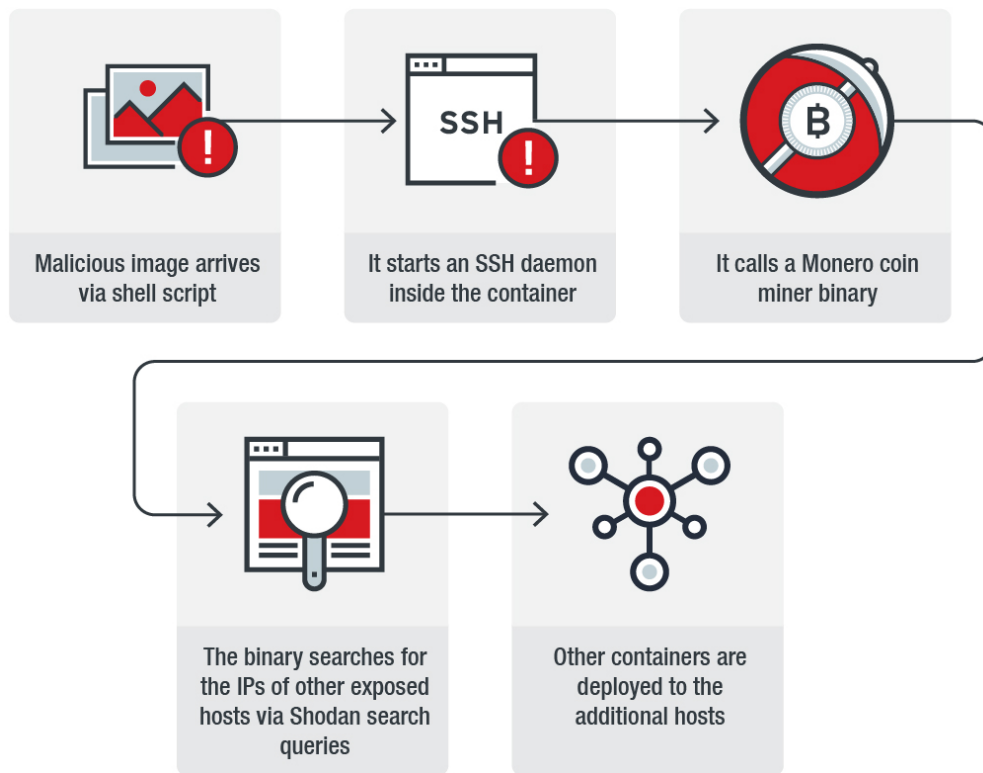 SSH
B
Malicious image arrives
via shell script
It starts an SSH daemon
inside the container
It calls a Monero coin
miner binary
The binary searches for
the IPs of other exposed
hosts via Shodan search
queries
Other containers are
deployed to the
additional hosts